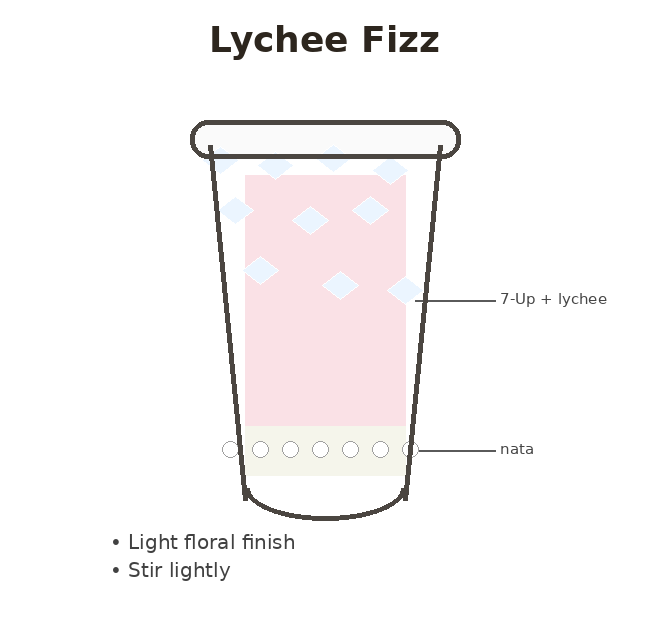 Lychee Fizz
7-Up + lychee
nata
• Light floral finish
• Stir lightly